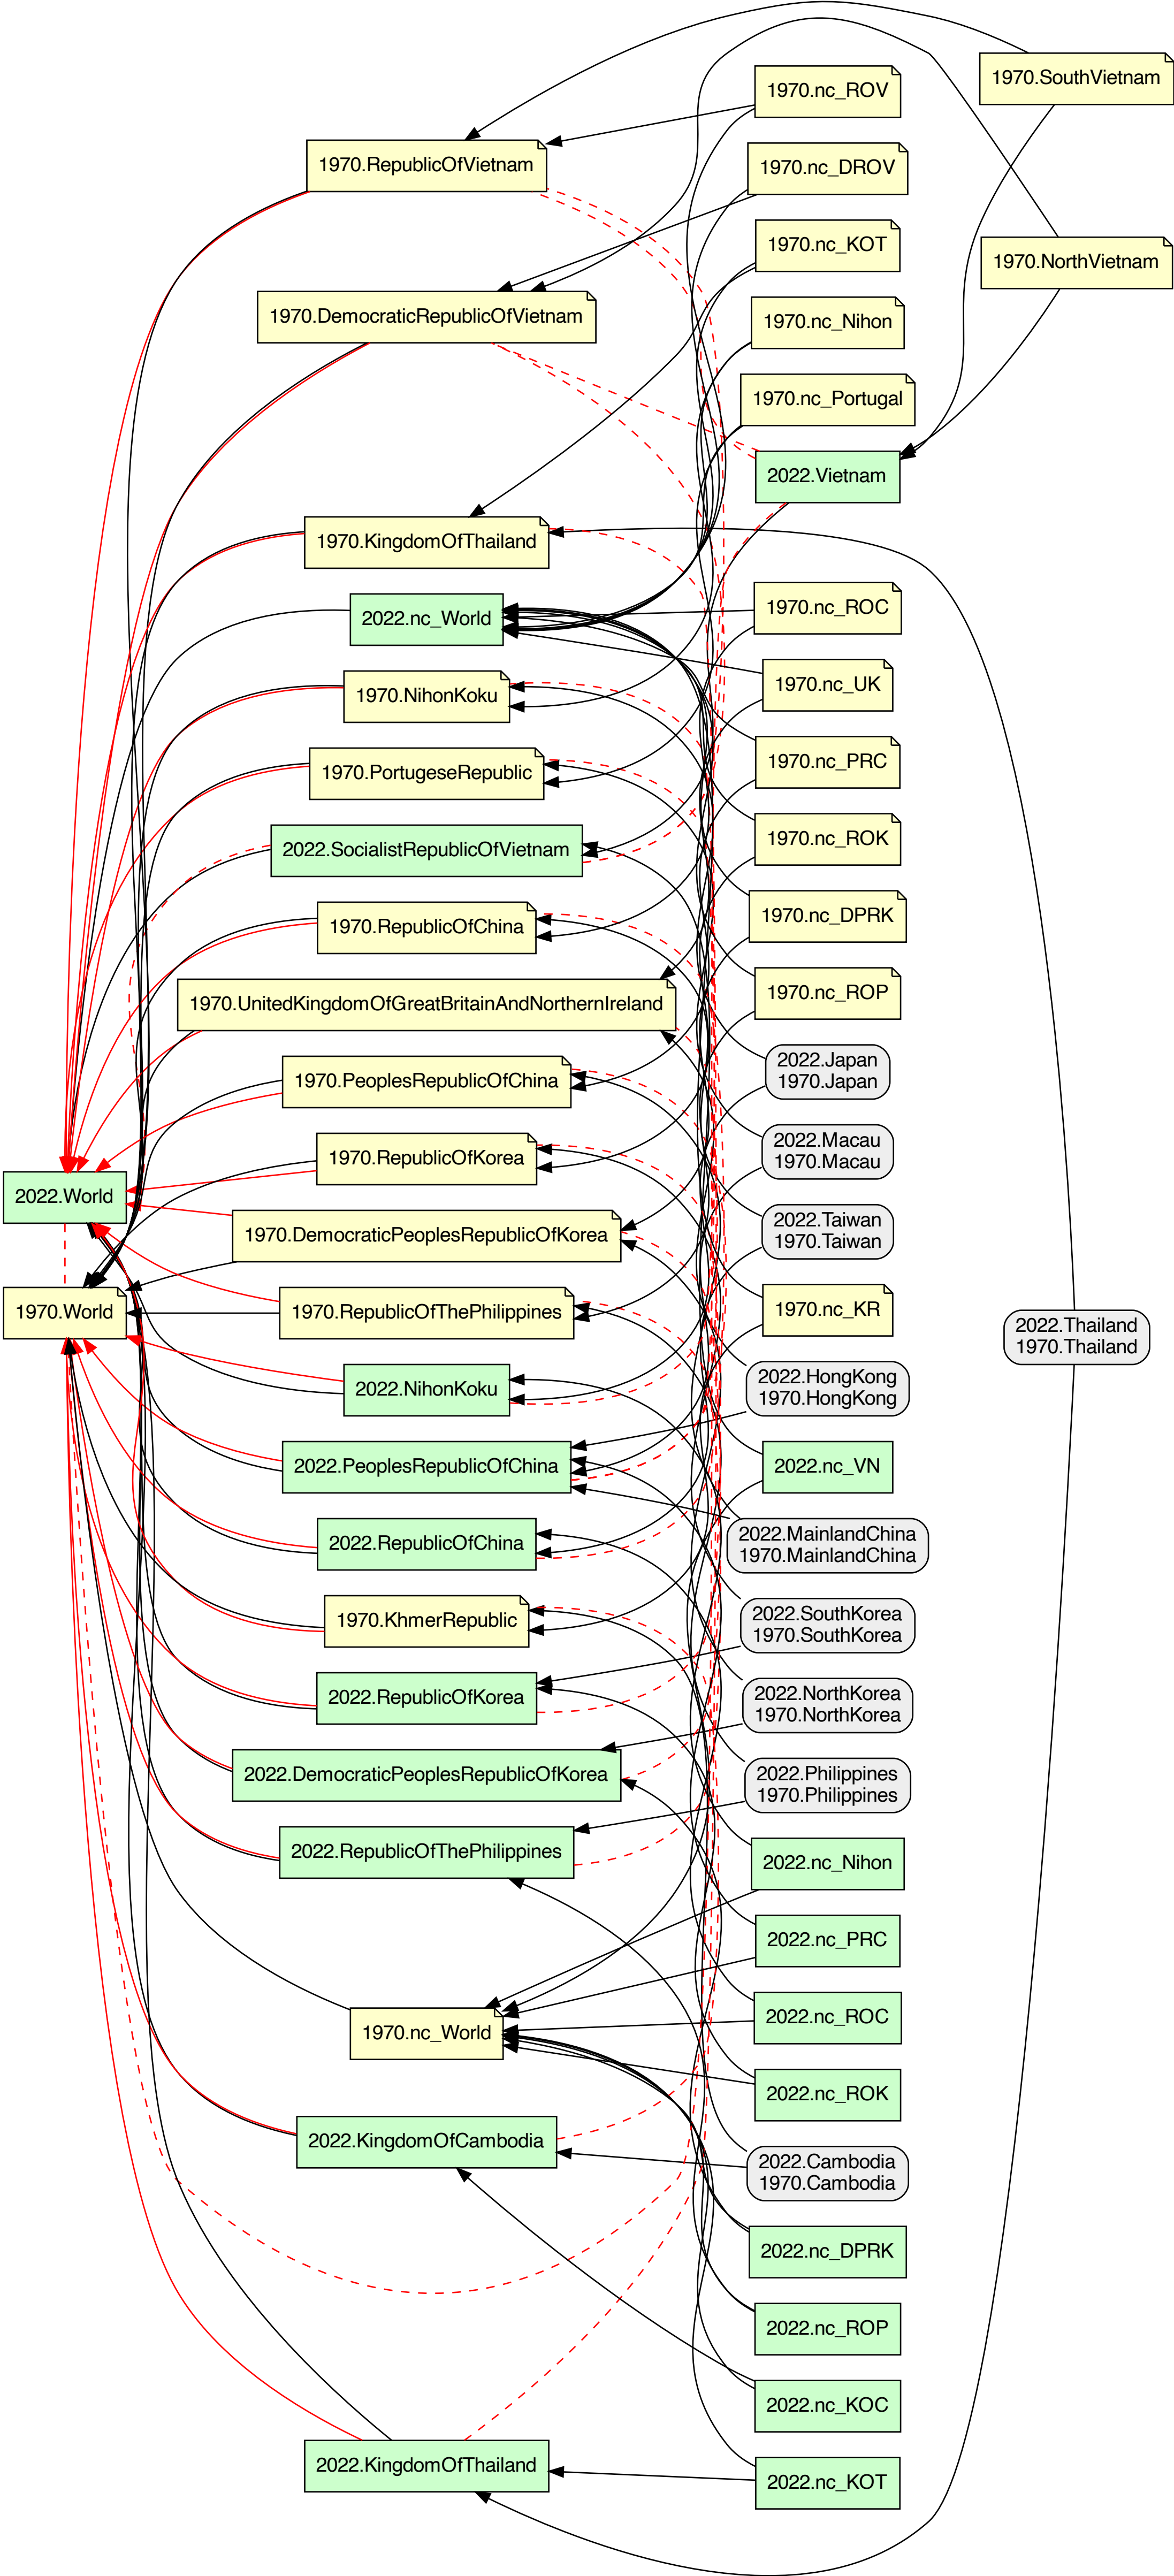 1970.SouthVietnam
1970.nc_ROV
1970.RepublicOfVietnam
1970.nc_DROV
1970.nc_KOT
1970.NorthVietnam
1970.DemocraticRepublicOfVietnam
1970.nc_Nihon
1970.nc_Portugal
2022.Vietnam
1970.KingdomOfThailand
1970.nc_ROC
2022.nc_World
1970.nc_UK
1970.NihonKoku
1970.nc_PRC
1970.PortugeseRepublic
1970.nc_ROK
2022.SocialistRepublicOfVietnam
1970.nc_DPRK
1970.RepublicOfChina
1970.nc_ROP
1970.UnitedKingdomOfGreatBritainAndNorthernIreland
2022.Japan
1970.Japan
1970.PeoplesRepublicOfChina
2022.Macau
1970.Macau
1970.RepublicOfKorea
2022.World
2022.Taiwan
1970.Taiwan
1970.DemocraticPeoplesRepublicOfKorea
1970.World
1970.RepublicOfThePhilippines
1970.nc_KR
2022.Thailand
1970.Thailand
2022.NihonKoku
2022.HongKong
1970.HongKong
2022.PeoplesRepublicOfChina
2022.nc_VN
2022.RepublicOfChina
2022.MainlandChina
1970.MainlandChina
1970.KhmerRepublic
2022.SouthKorea
1970.SouthKorea
2022.RepublicOfKorea
2022.NorthKorea
1970.NorthKorea
2022.DemocraticPeoplesRepublicOfKorea
2022.Philippines
1970.Philippines
2022.RepublicOfThePhilippines
2022.nc_Nihon
2022.nc_PRC
2022.nc_ROC
1970.nc_World
2022.nc_ROK
2022.KingdomOfCambodia
2022.Cambodia
1970.Cambodia
2022.nc_DPRK
2022.nc_ROP
2022.nc_KOC
2022.KingdomOfThailand
2022.nc_KOT